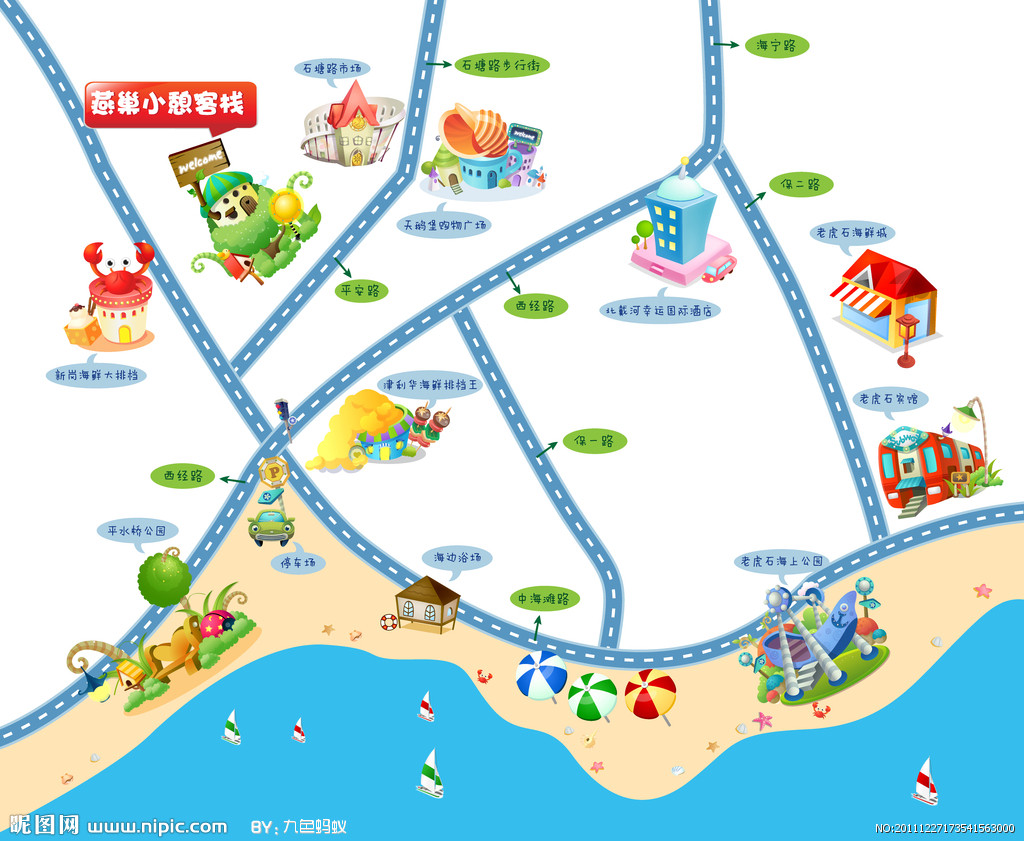 海宁路
石塘路市场
石塘路步行街
燕巢小憩客栈
welcome
welcome
保二路
天鹅堡购物广场
老虎石海鲜城
平安路
西经路
北戴河幸运国际酒店
新尚海鲜大排档
津利华海鲜排档王
老虎石宾馆
SUBWAY
保一路
西经路
P
平水桥公园
停车场
海边浴场
老虎石海上公园
中海滩路
昵图网 www.nipic.com BY:九色蚂蚁
NO:20111227173541563000